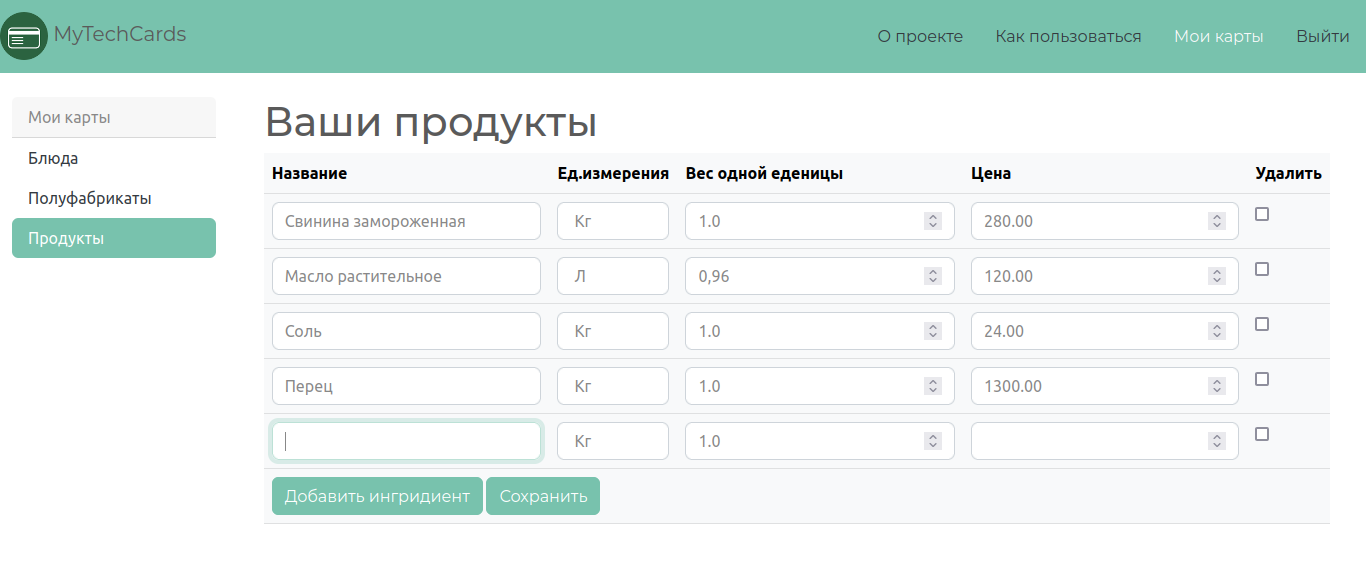 MyTechCards
О проекте Как пользоваться Мои карты Выйти
Мои карты
Блюда
Полуфабрикаты
Продукты
Ваши продукты
Название Ед.измерения Вес одной еденицы Цена Удалить
Свинина замороженная Кг 1.0 280.00
Масло растительное Л 0,96 120.00
Соль Кг 1.0 24.00
Перец Кг 1.0 1300.00
Кг 1.0
Добавить ингридиент Сохранить